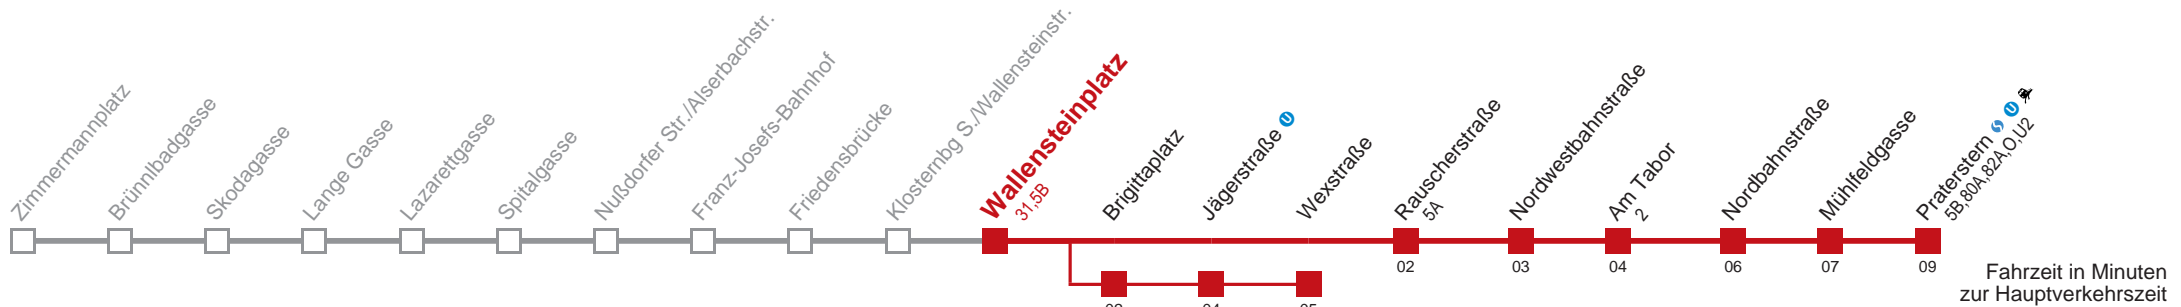 Zimmermannplatz
Brünnlbadgasse
Skodagasse
Lange Gasse
Lazarettgasse
Spitalgasse
Nußdorfer Str./Alserbachstr.
Franz-Josefs-Bahnhof
Friedensbrücke
Klosternbg S./Wallensteinstr.
Wallensteinplatz
31,5B
Brigittaplatz
Jägerstraße U
Wexstraße
Rauscherstraße
5A
Nordwestbahnstraße
Am Tabor
2
Nordbahnstraße
Mühlfeldgasse
Praterstern S U
5B,80A,82A,O,U2
02
03
04
06
07
09
Fahrzeit in Minuten
zur Hauptverkehrszeit